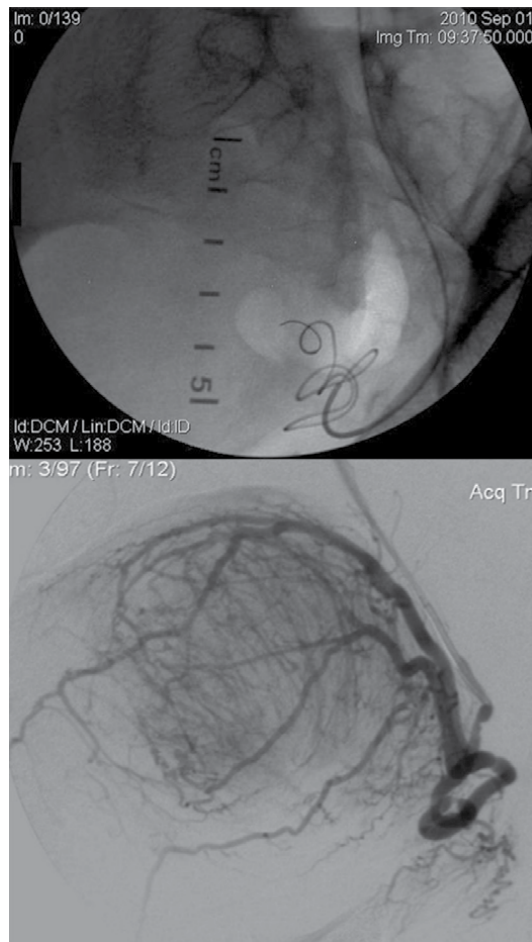 Im: 0/139
2010 Sep 01
0
Img Tm: 09:37:50.000
cm
5
Id:DCM / Lin:DCM / Id:ID
W:253 L:188
m: 3/97 (Fr: 7/12)
Acq Tr